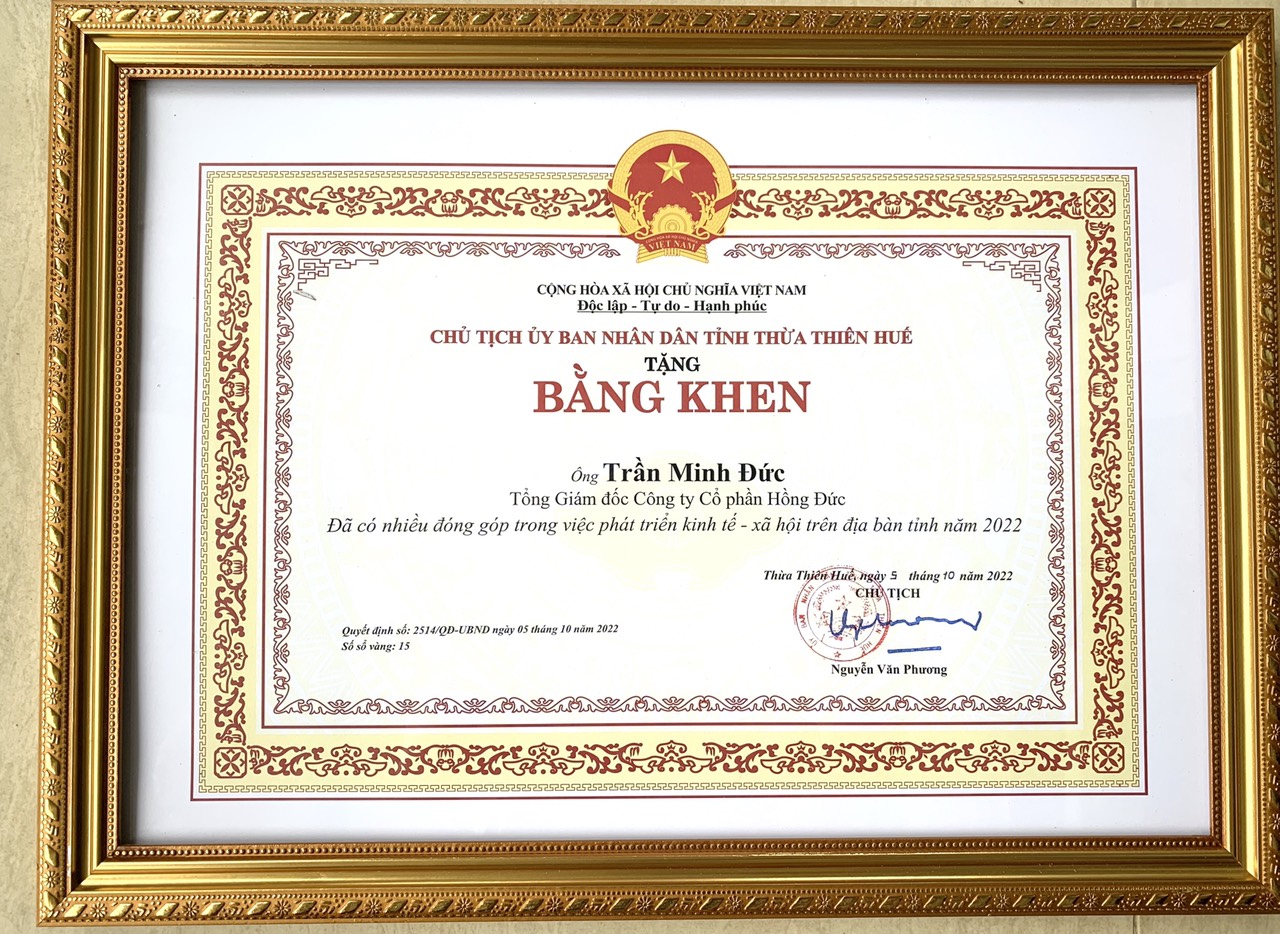 VIỆT NAM
CỘNG HÒA XÃ HỘI CHỦ NGHĨA VIỆT NAM
Độc lập - Tự do - Hạnh phúc
CHỦ TỊCH ỦY BAN NHÂN DÂN TỈNH THỪA THIÊN HUẾ
TẶNG
BẰNG KHEN
Ông Trần Minh Đức
Tổng Giám đốc Công ty Cổ phần Hồng Đức
Đã có nhiều đóng góp trong việc phát triển kinh tế - xã hội trên địa bàn tỉnh năm 2022
Thừa Thiên Huế, ngày 5 tháng 10 năm 2022
CHỦ TỊCH
Quyết định số: 2514/QĐ-UBND ngày 05 tháng 10 năm 2022
Số sổ vàng: 15
Nguyễn Văn Phương